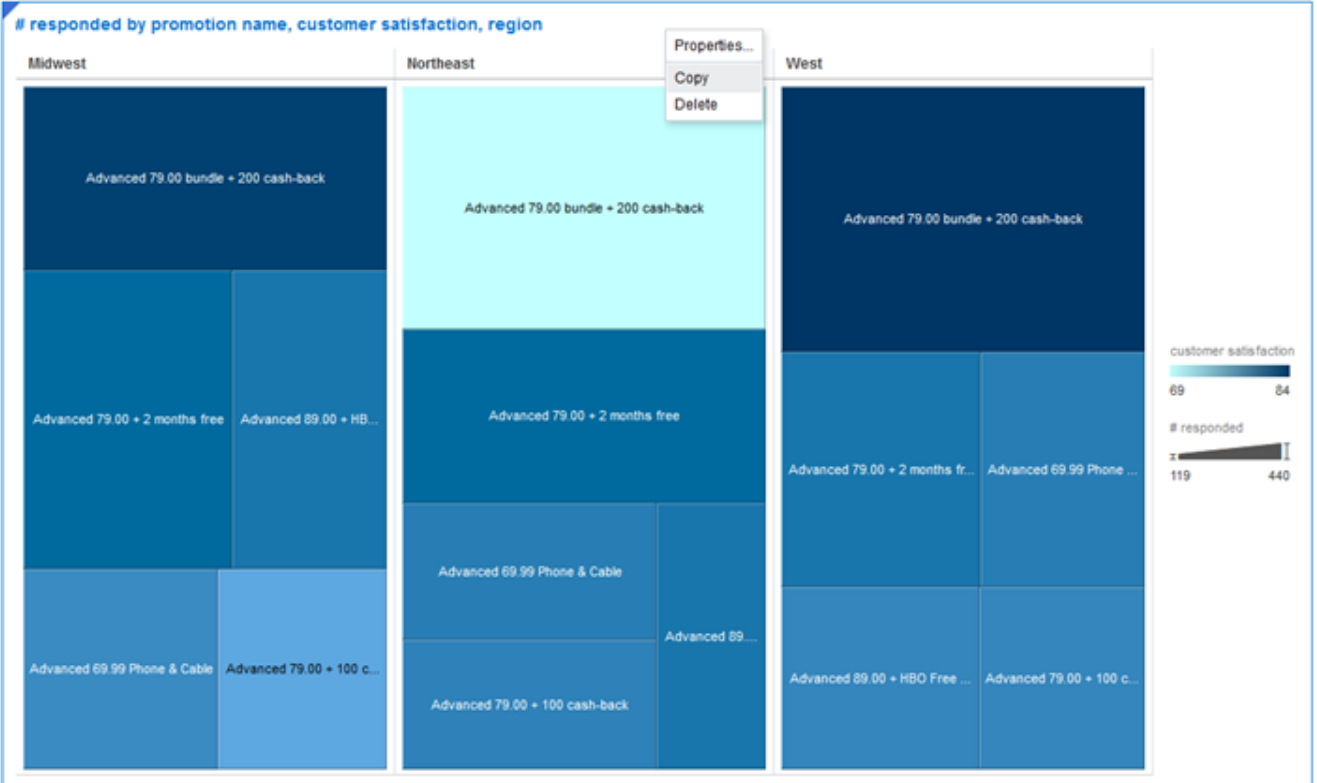 # responded by promotion name, customer satisfaction, region
Properties...
Copy
Delete
Midwest
Northeast
West
Advanced 79.00 bundle + 200 cash-back
Advanced 79.00 + 2 months free
Advanced 89.00 + HB...
Advanced 69.99 Phone & Cable
Advanced 79.00 + 100 c...
Advanced 79.00 bundle + 200 cash-back
Advanced 79.00 + 2 months free
Advanced 69.99 Phone & Cable
Advanced 89....
Advanced 79.00 + 100 cash-back
Advanced 79.00 bundle + 200 cash-back
Advanced 79.00 + 2 months fr...
Advanced 69.99 Phone ...
Advanced 89.00 + HBO Free ...
Advanced 79.00 + 100 c...
customer satisfaction
69 84
# responded
119 440